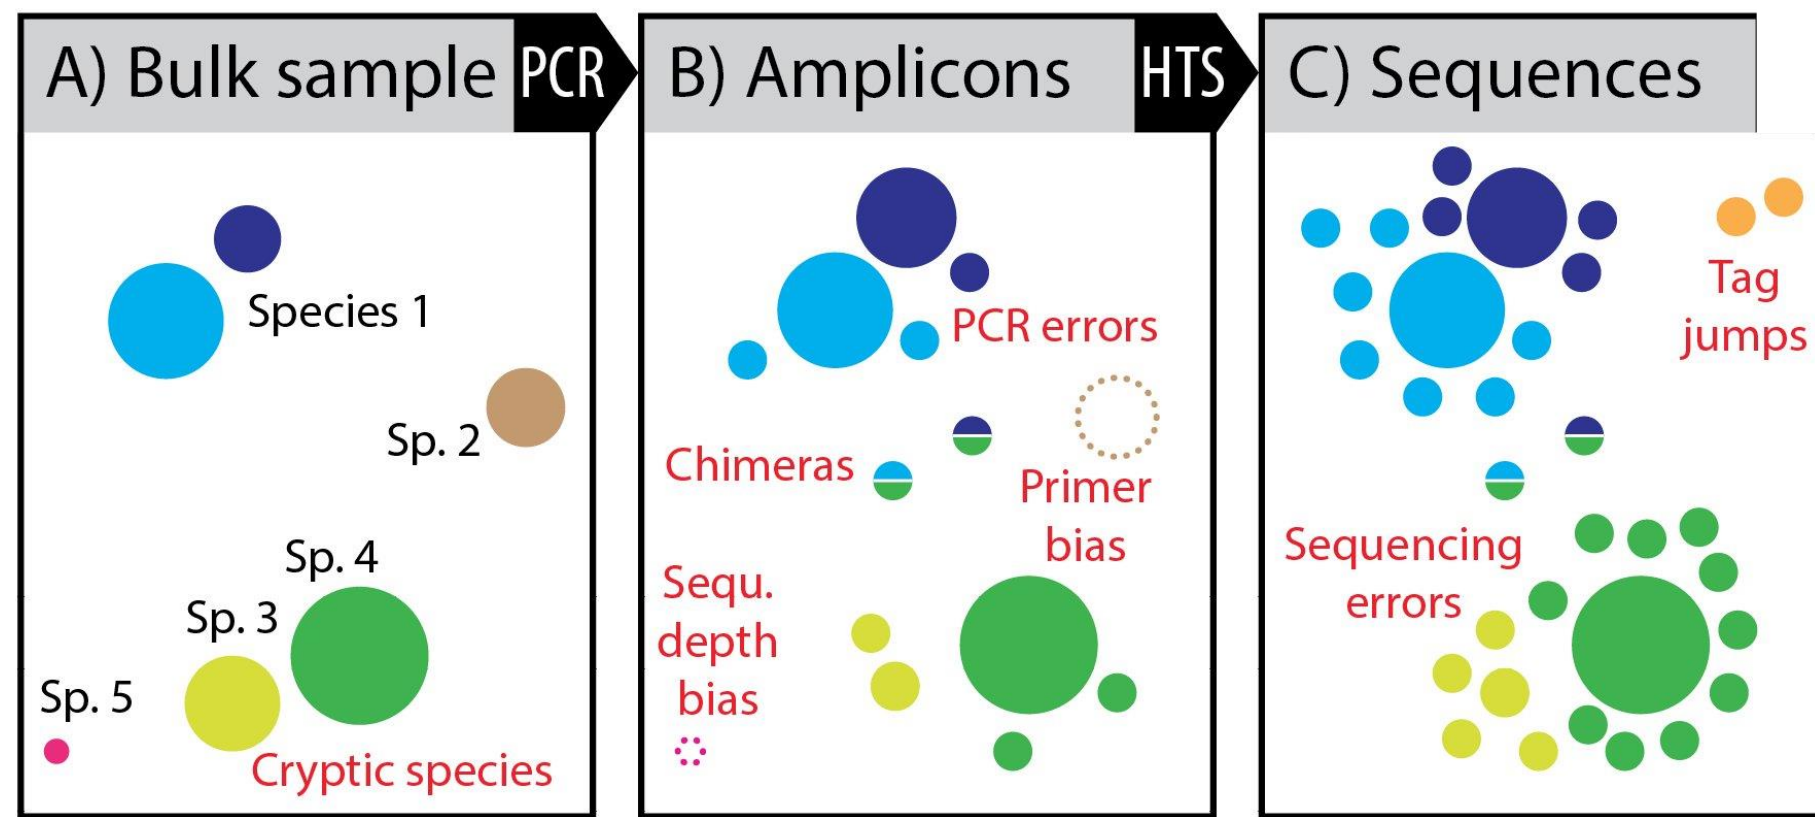 A) Bulk sample
PCR
B) Amplicons
HTS
C) Sequences
Species 1
Sp. 2
Sp. 4
Sp. 3
Sp. 5
Cryptic species
PCR errors
Chimeras
Primer
bias
Sequ.
depth
bias
Tag
jumps
Sequencing
errors